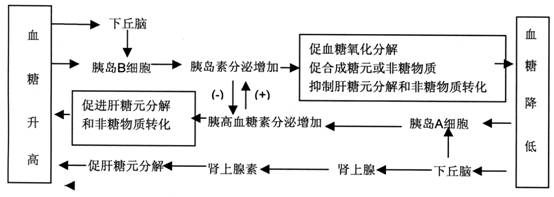 血糖升高
下丘脑
胰岛B细胞
胰岛素分泌增加
促血糖氧化分解
促合成糖元或非糖物质
抑制肝糖元分解和非糖物质转化
血糖降低
(-)
(+)
促进肝糖元分解
和非糖物质转化
胰高血糖素分泌增加
胰岛A细胞
促肝糖元分解
肾上腺素
肾上腺
下丘脑